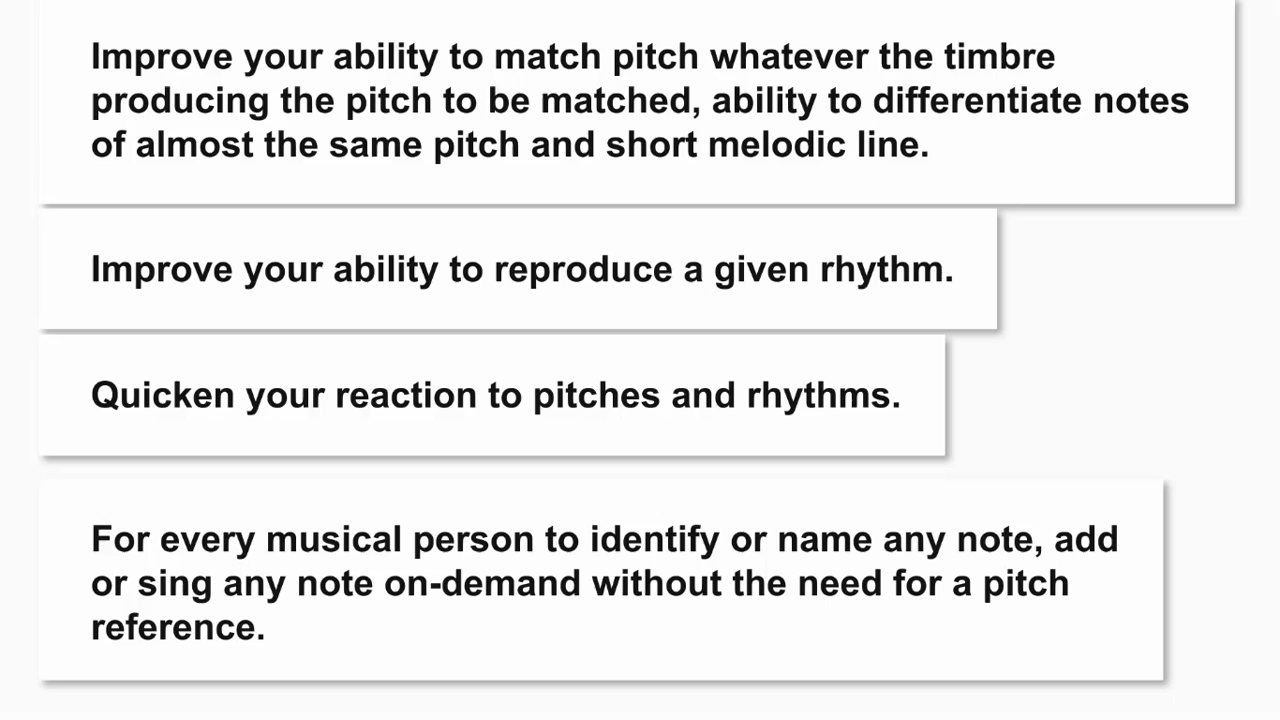 Improve your ability to match pitch whatever the timbre
producing the pitch to be matched, ability to differentiate notes
of almost the same pitch and short melodic line.
Improve your ability to reproduce a given rhythm.
Quicken your reaction to pitches and rhythms.
For every musical person to identify or name any note, add
or sing any note on-demand without the need for a pitch
reference.